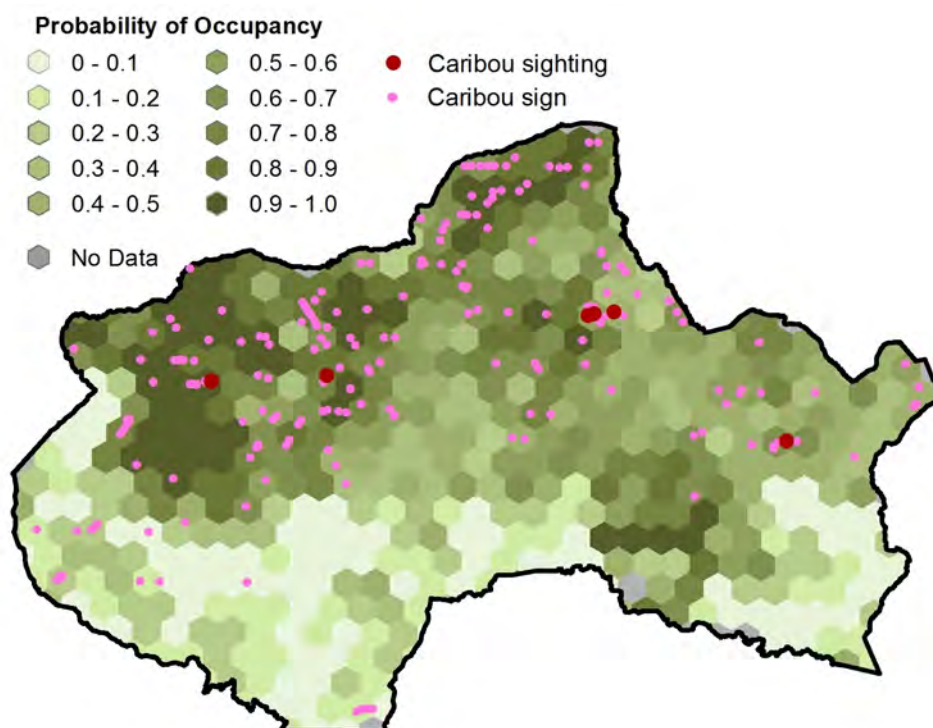 Probability of Occupancy
0 - 0.1
0.1 - 0.2
0.2 - 0.3
0.3 - 0.4
0.4 - 0.5
No Data
0.5 - 0.6
0.6 - 0.7
0.7 - 0.8
0.8 - 0.9
0.9 - 1.0
Caribou sighting
Caribou sign